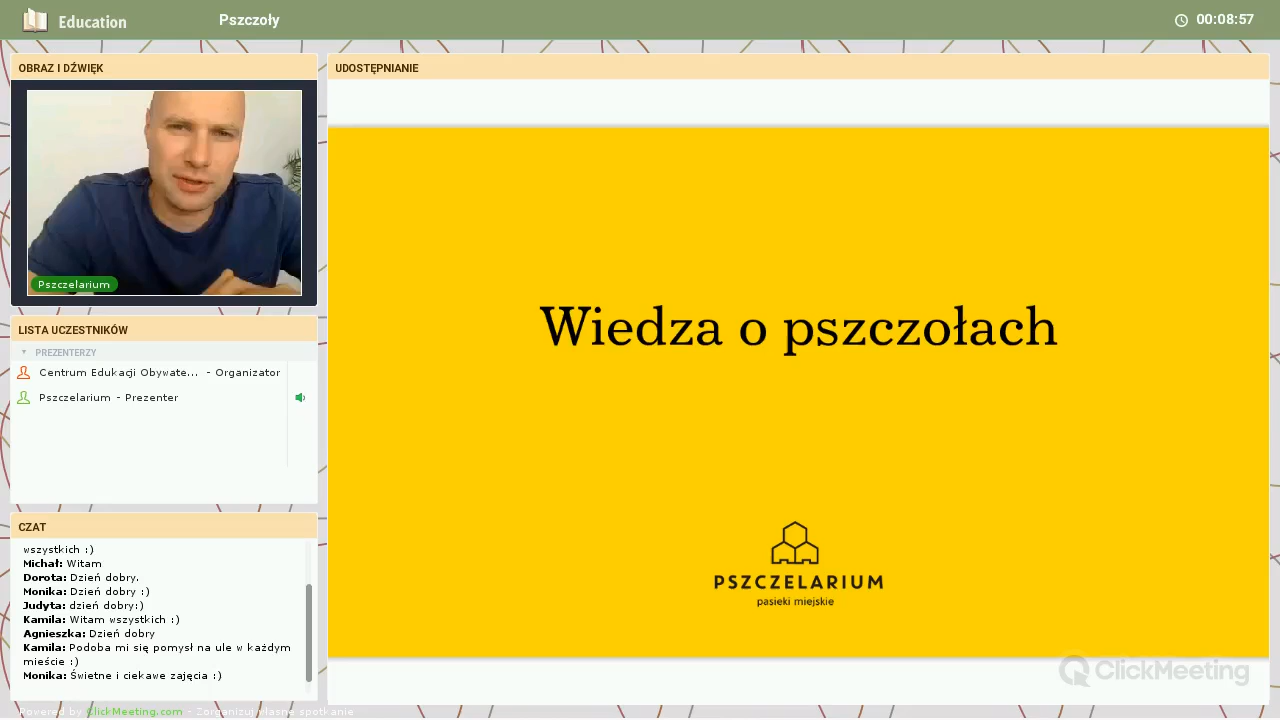 Education
Pszczoły
00:08:57
OBRAZ I DŹWIĘK
Pszczelarium
LISTA UCZESTNIKÓW
PREZENTERZY
Centrum Edukacji Obywate... - Organizator
Pszczelarium - Prezenter
CZAT
wszystkich :)
Michał: Witam
Dorota: Dzień dobry.
Monika: Dzień dobry :)
Judyta: dzień dobry:)
Kamila: Witam wszystkich :)
Agnieszka: Dzień dobry
Kamila: Podoba mi się pomysł na ule w każdym
mieście :)
Monika: Świetne i ciekawe zajęcia :)
Powered by ClickMeeting.com - Zorganizuj własne spotkanie
UDOSTĘPNIANIE
Wiedza o pszczołach
PSZCZELARIUM
pasieki miejskie
ClickMeeting